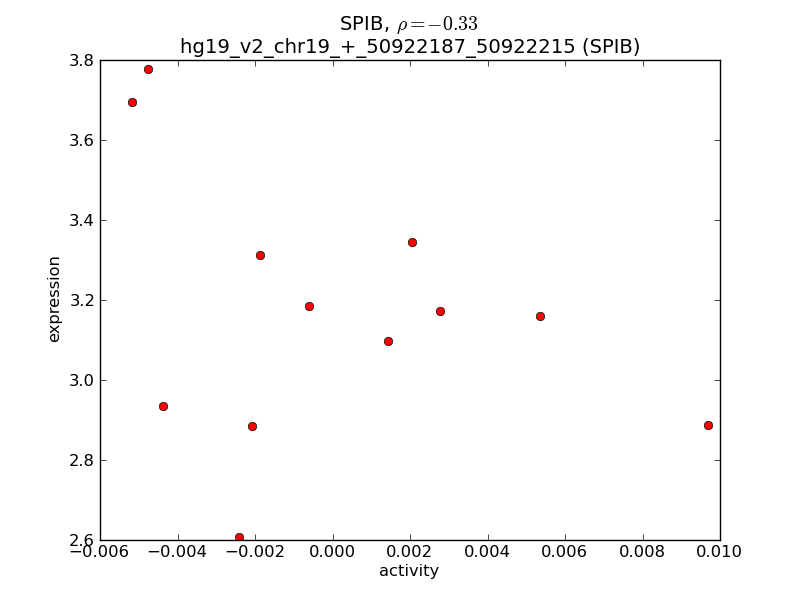 SPIB, ρ = −0.33
hg19_v2_chr19_+_50922187_50922215 (SPIB)
3.8
3.6
3.4
3.2
3.0
2.8
2.6
expression
−0.006 −0.004 −0.002 0.000 0.002 0.004 0.006 0.008 0.010
activity